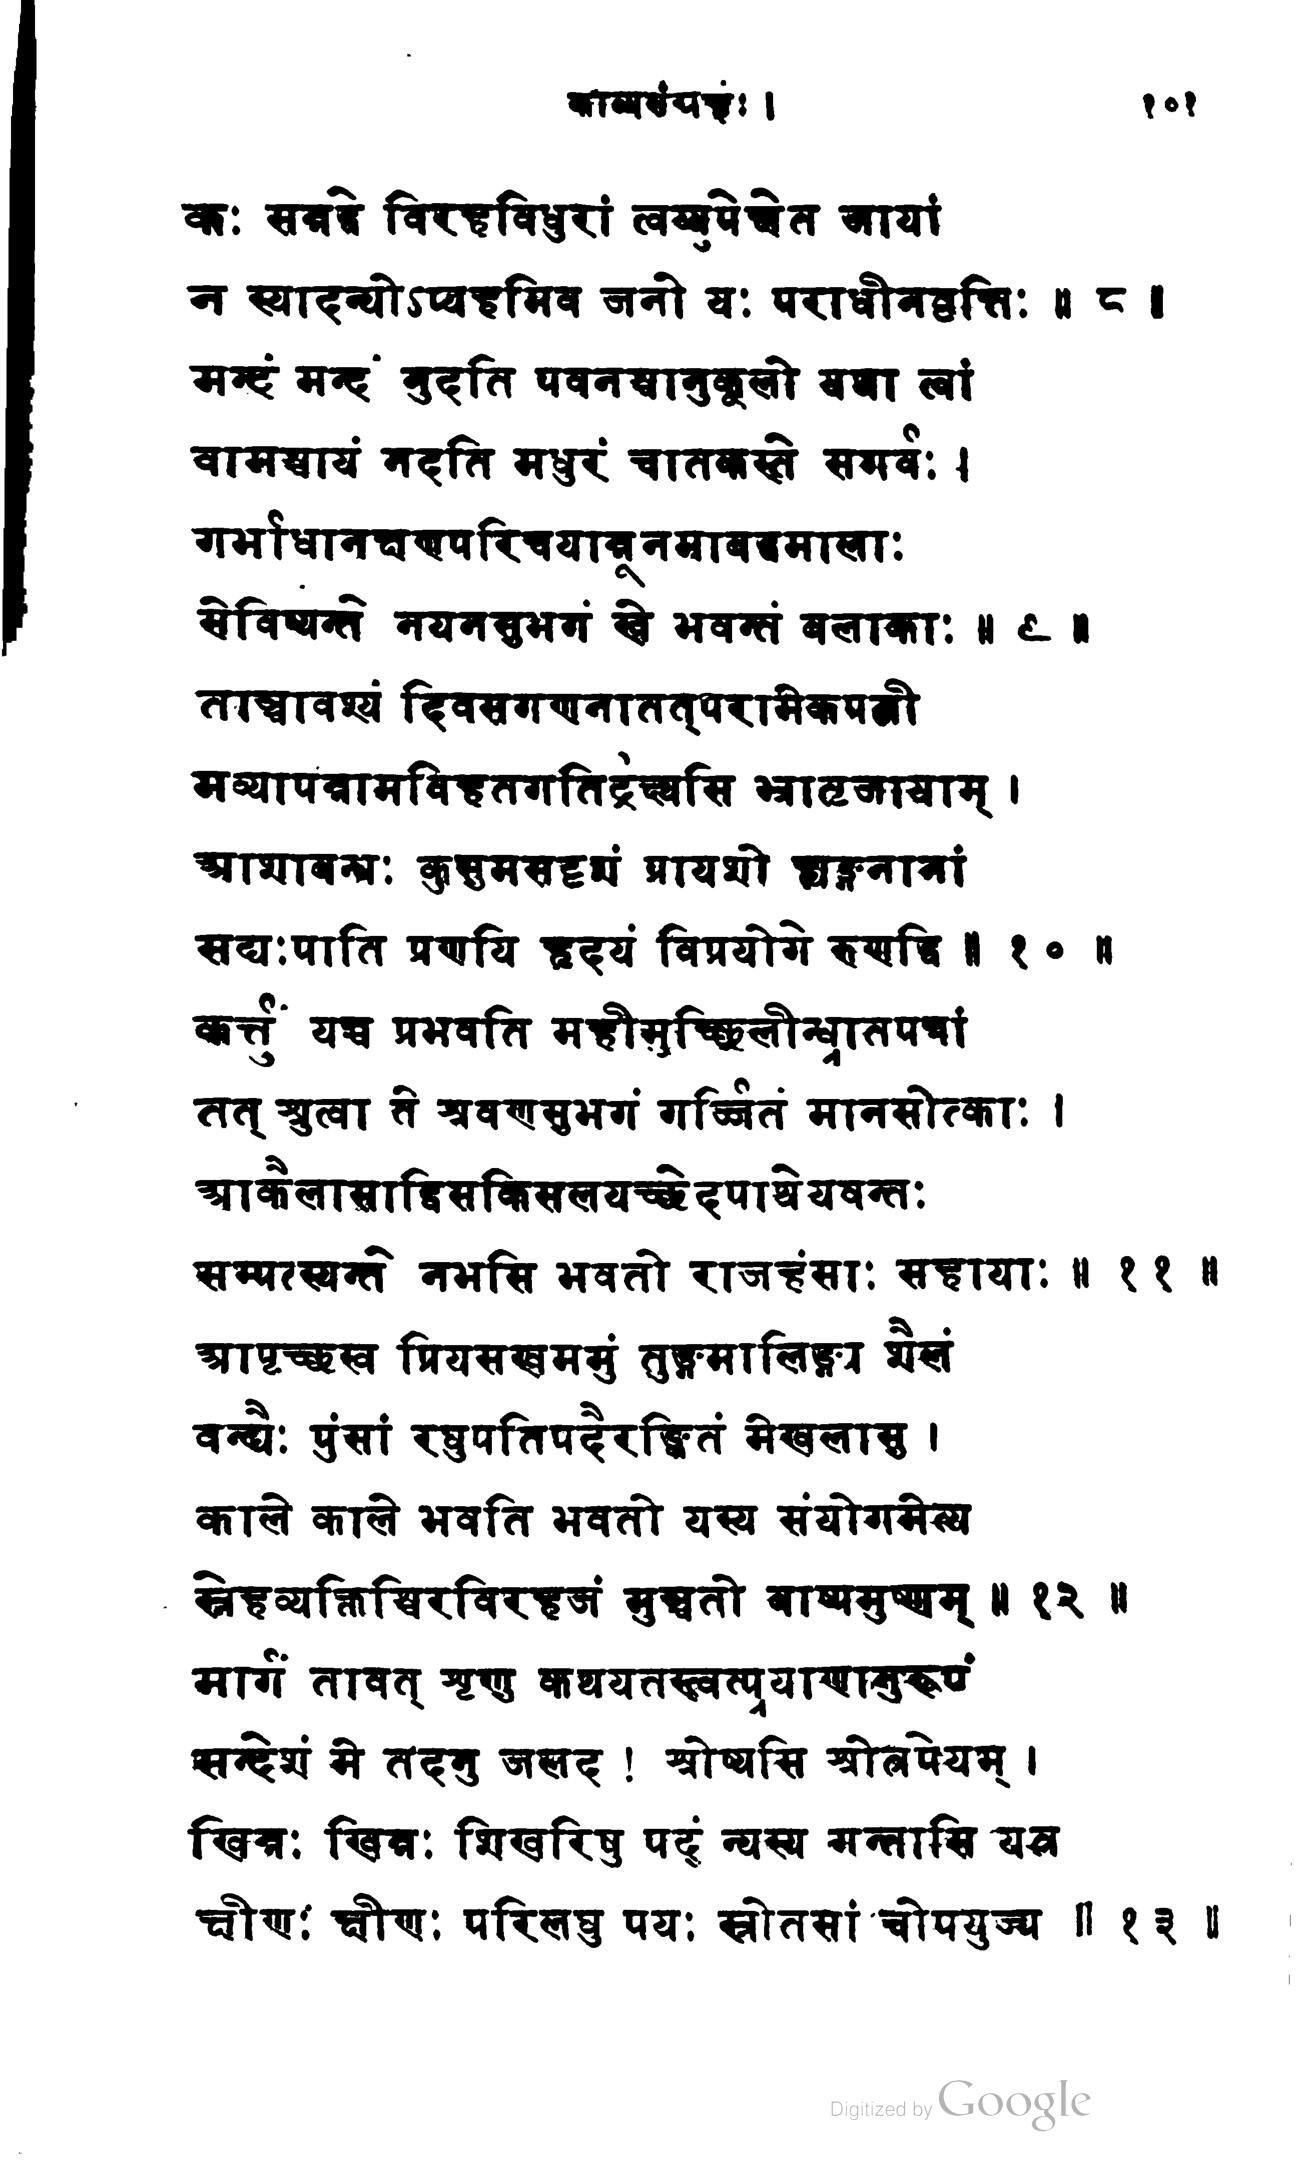 काव्यसंग्रहः । १०१
कः सन्नद्धे विरहविधुरां त्वय्युपेक्षेत जायां
न स्यादन्योऽप्यहमिव जनो यः पराधीनवृत्तिः ॥ ८ ॥
मन्दं मन्दं नुदति पवनश्चानुकूलो यथा त्वां
वामश्चायं नदति मधुरं चातकस्ते सगर्वः ।
गर्भाधानक्षणपरिचयान्नूनमाबद्धमालाः
सेविष्यन्ते नयनसुभगं खे भवन्तं बलाकाः ॥ ९ ॥
ताञ्चावश्यं दिवसगणनातत्परामेकपत्नी
मव्यापन्नामविहतगतिर्द्रक्ष्यसि भ्रातृजायाम् ।
आशाबन्धः कुसुमसदृशं प्रायशो ह्यङ्गनानां
सद्यःपाति प्रणयि हृदयं विप्रयोगे रुणद्धि ॥ १० ॥
कर्त्तुं यच्च प्रभवति महीमुच्छिलीन्ध्रातपत्रां
तत् श्रुत्वा ते श्रवणसुभगं गर्ज्जितं मानसोत्काः ।
आकैलासाद्विसकिसलयच्छेदपाथेयवन्तः
सम्पत्स्यन्ते नभसि भवतो राजहंसाः सहायाः ॥ ११ ॥
आपृच्छस्व प्रियसखममुं तुङ्गमालिङ्ग्य शैलं
वन्द्यैः पुंसां रघुपतिपदैरङ्कितं मेखलासु ।
काले काले भवति भवतो यस्य संयोगमेत्य
स्नेहव्यक्तिश्चिरविरहजं मुञ्चतो बाष्पमुष्णम् ॥ १२ ॥
मार्गं तावत् शृणु कथयतस्त्वत्प्रयाणानुरूपं
सन्देशं मे तदनु जलद ! श्रोष्यसि श्रोत्रपेयम् ।
खिन्नः खिन्नः शिखरिषु पदं न्यस्य गन्तासि यत्र
क्षीणः क्षीणः परिलघु पयः स्रोतसां चोपयुज्य ॥ १३ ॥
Digitized by Google